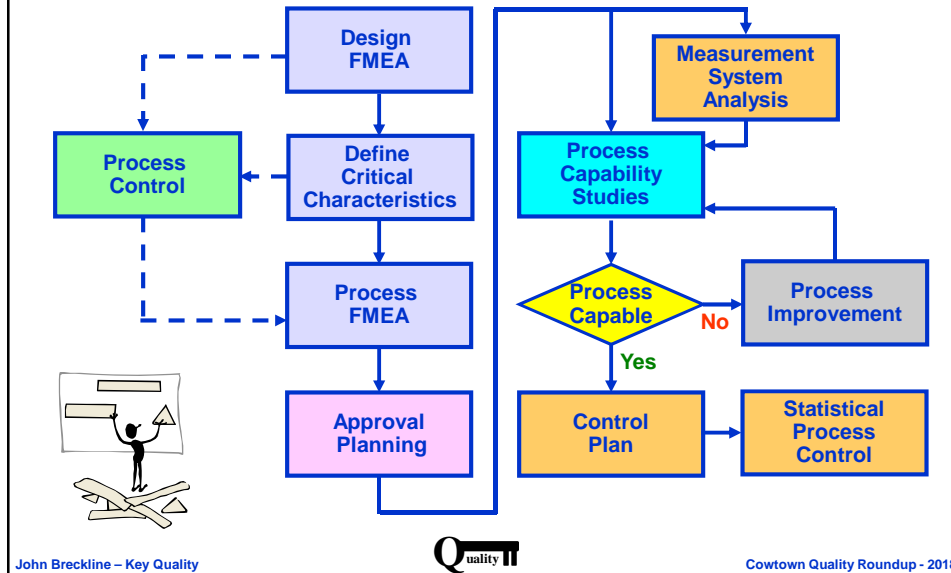 Design
FMEA
Define
Critical
Characteristics
Process
Control
Process
FMEA
Approval
Planning
Measurement
System
Analysis
Process
Capability
Studies
Process
Capable
No
Process
Improvement
Yes
Control
Plan
Statistical
Process
Control
John Breckline – Key Quality
Quality
Cowtown Quality Roundup - 2018